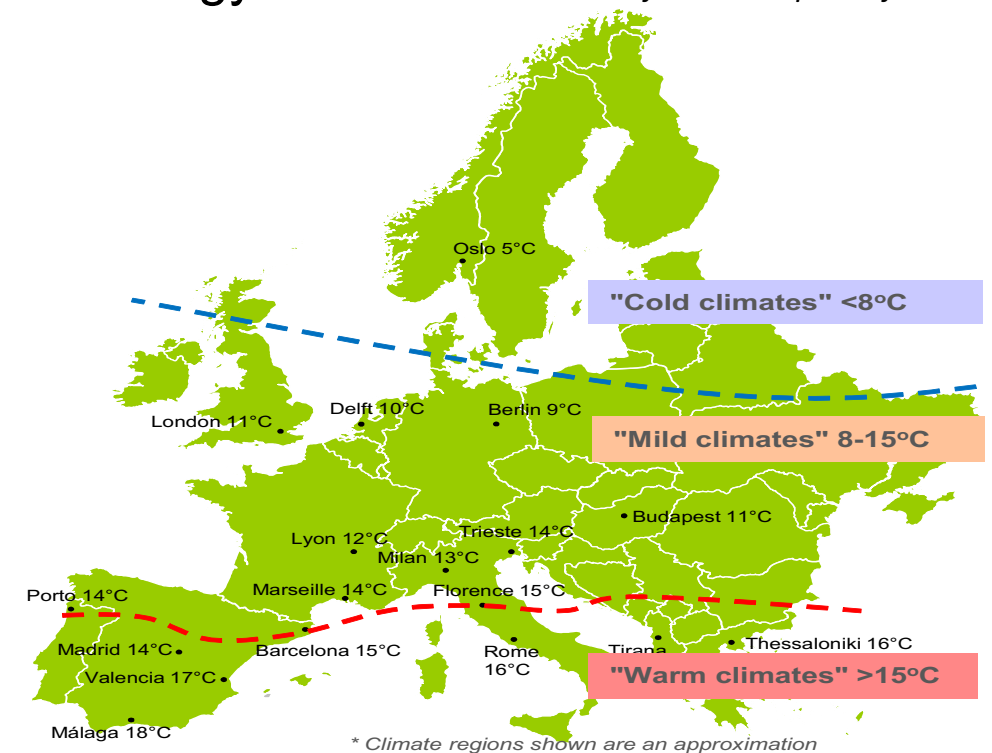 Oslo 5°C
"Cold climates" <8°C
London 11°C
Delft 10°C
Berlin 9°C
"Mild climates" 8-15°C
Budapest 11°C
Lyon 12°C
Trieste 14°C
Milan 13°C
Marseille 14°C
Florence 15°C
Porto 14°C
Madrid 14°C
Barcelona 15°C
Rome
16°C
Tirana
Thessaloniki 16°C
Valencia 17°C
"Warm climates" >15°C
Málaga 18°C
* Climate regions shown are an approximation